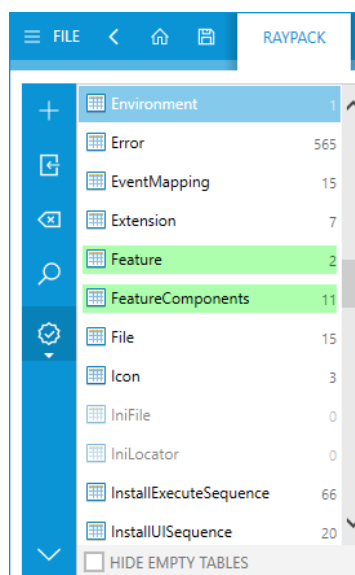 FILE
RAYPACK
Environment 1
Error 565
EventMapping 15
Extension 7
Feature 2
FeatureComponents 11
File 15
Icon 3
IniFile 0
IniLocator 0
InstallExecuteSequence 66
InstallUISequence 20
HIDE EMPTY TABLES